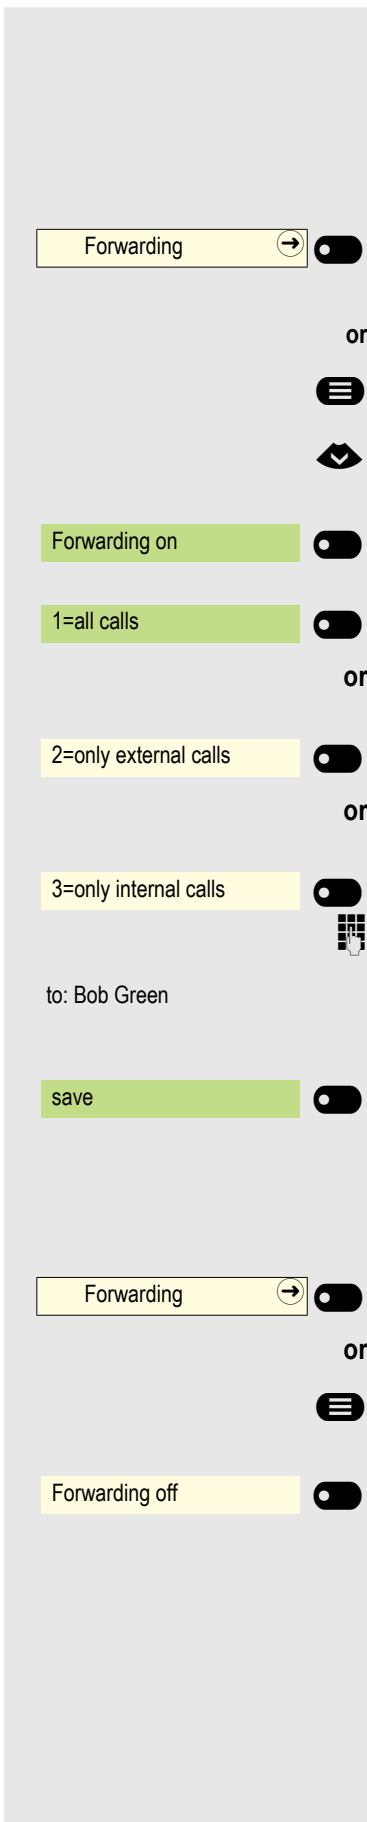 Forwarding
or
Forwarding on
1=all calls
or
2=only external calls
or
3=only internal calls
to: Bob Green
save
Forwarding
or
Forwarding off